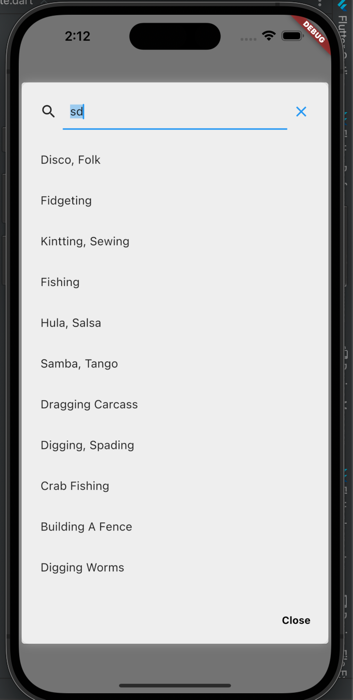 te.dart
2:12
DEBUG
sd
Disco, Folk
Fidgeting
Kintting, Sewing
Fishing
Hula, Salsa
Samba, Tango
Dragging Carcass
Digging, Spading
Crab Fishing
Building A Fence
Digging Worms
Close